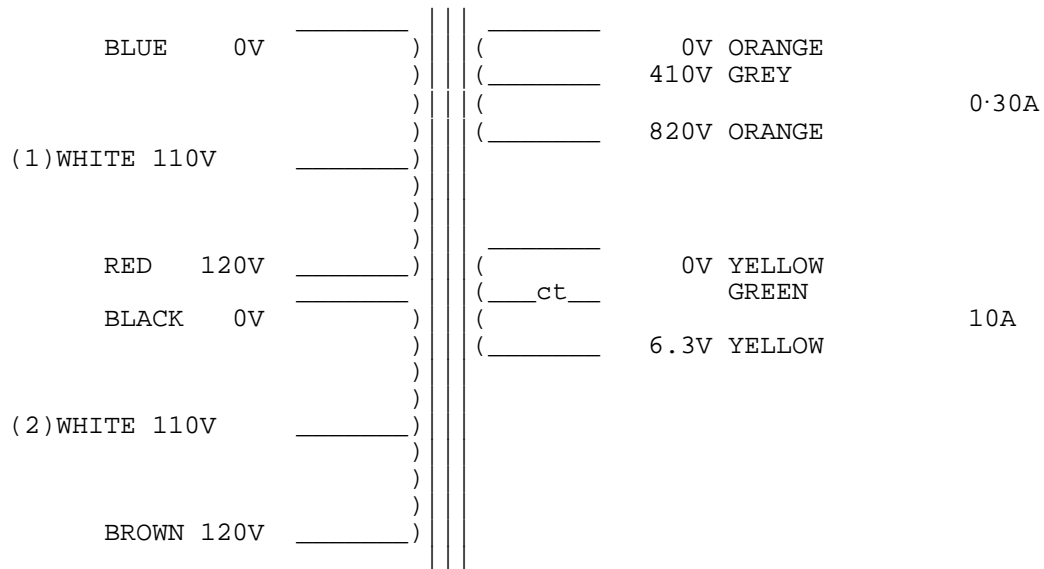 BLUE 0V 0V ORANGE
410V GREY
0·30A
820V ORANGE
(1)WHITE 110V
RED 120V 0V YELLOW
ct GREEN
BLACK 0V 10A
6.3V YELLOW
(2)WHITE 110V
BROWN 120V